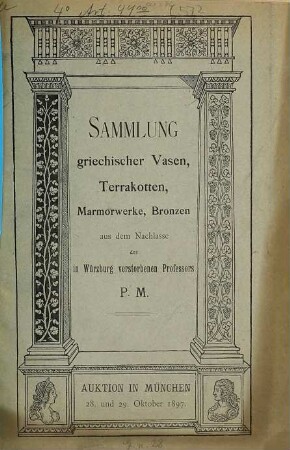 SAMMLUNG
griechischer Vasen,
Terrakotten,
Marmorwerke, Bronzen
aus dem Nachlasse
des
in Würzburg verstorbenen Professors
P. M.
AUKTION IN MÜNCHEN
28. und 29. Oktober 1897.